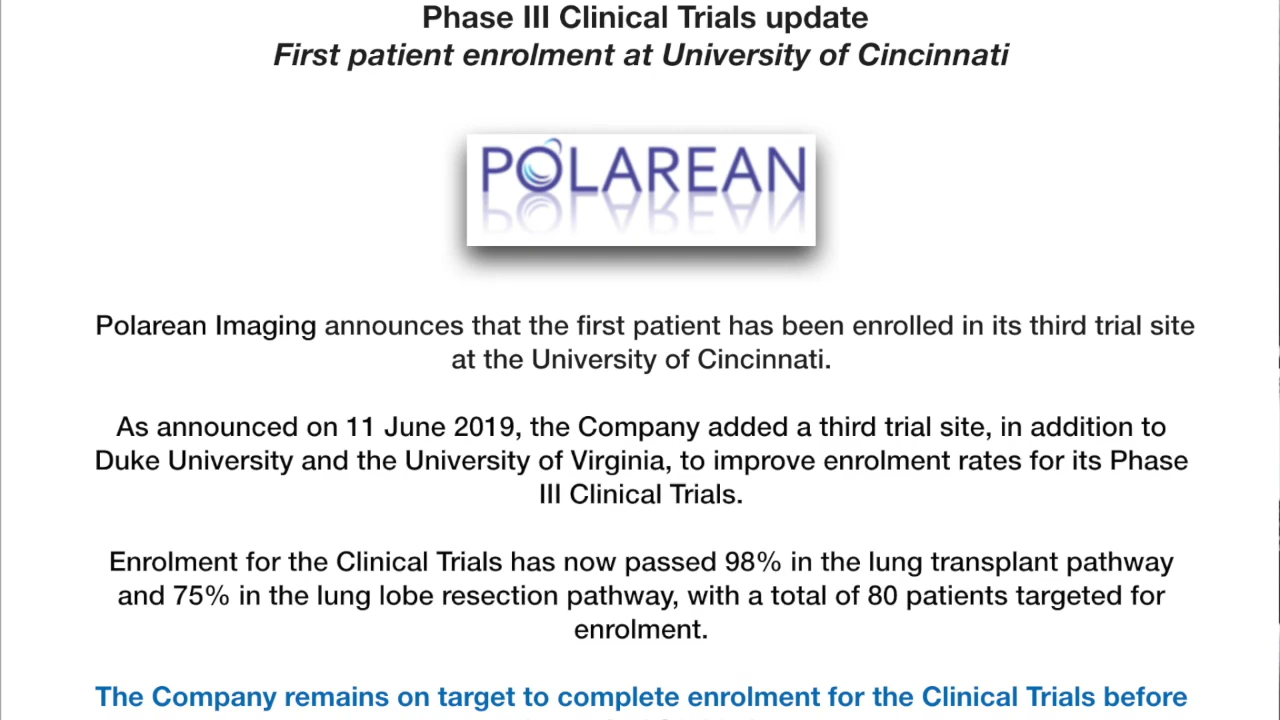 Phase III Clinical Trials update
First patient enrolment at University of Cincinnati
POLAREAN
Polarean Imaging announces that the first patient has been enrolled in its third trial site
at the University of Cincinnati.
As announced on 11 June 2019, the Company added a third trial site, in addition to
Duke University and the University of Virginia, to improve enrolment rates for its Phase
III Clinical Trials.
Enrolment for the Clinical Trials has now passed 98% in the lung transplant pathway
and 75% in the lung lobe resection pathway, with a total of 80 patients targeted for
enrolment.
The Company remains on target to complete enrolment for the Clinical Trials before